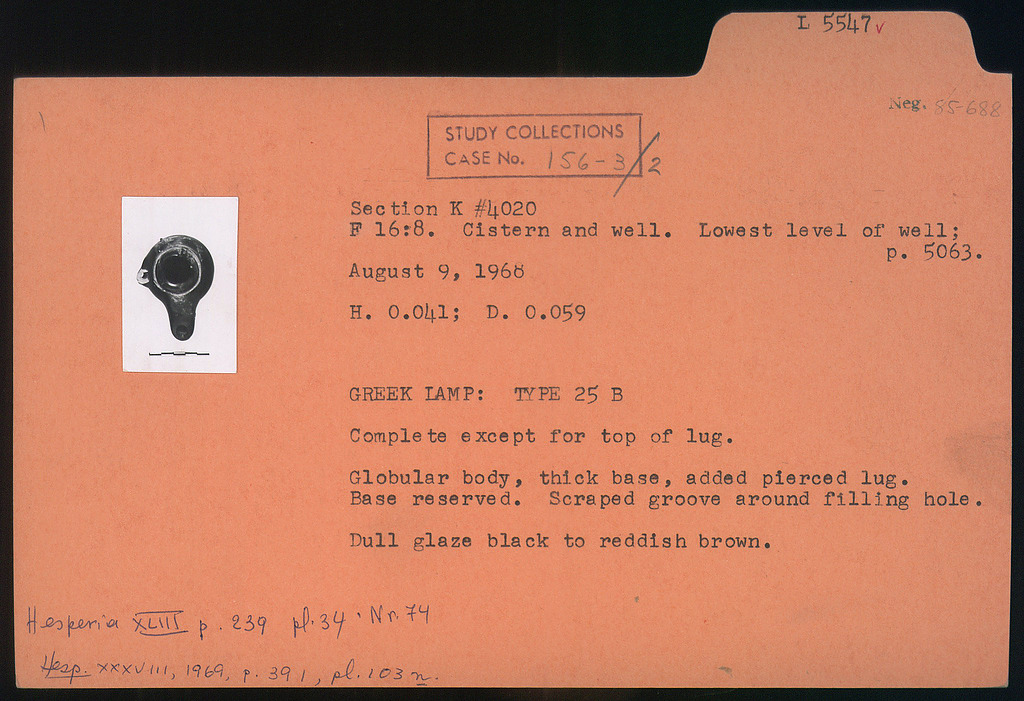 L 5547 v
Neg. 85-688
STUDY COLLECTIONS
CASE No. 156-3/2
Section K #4020
F 16:8. Cistern and well. Lowest level of well;
p. 5063.
August 9, 1968
H. 0.041; D. 0.059
GREEK LAMP: TYPE 25 B
Complete except for top of lug.
Globular body, thick base, added pierced lug.
Base reserved. Scraped groove around filling hole.
Dull glaze black to reddish brown.
Hesperia XLIII p. 239 pl. 34 · Nr. 74
Hesp. XXXVIII, 1969, p. 391, pl. 103 n.